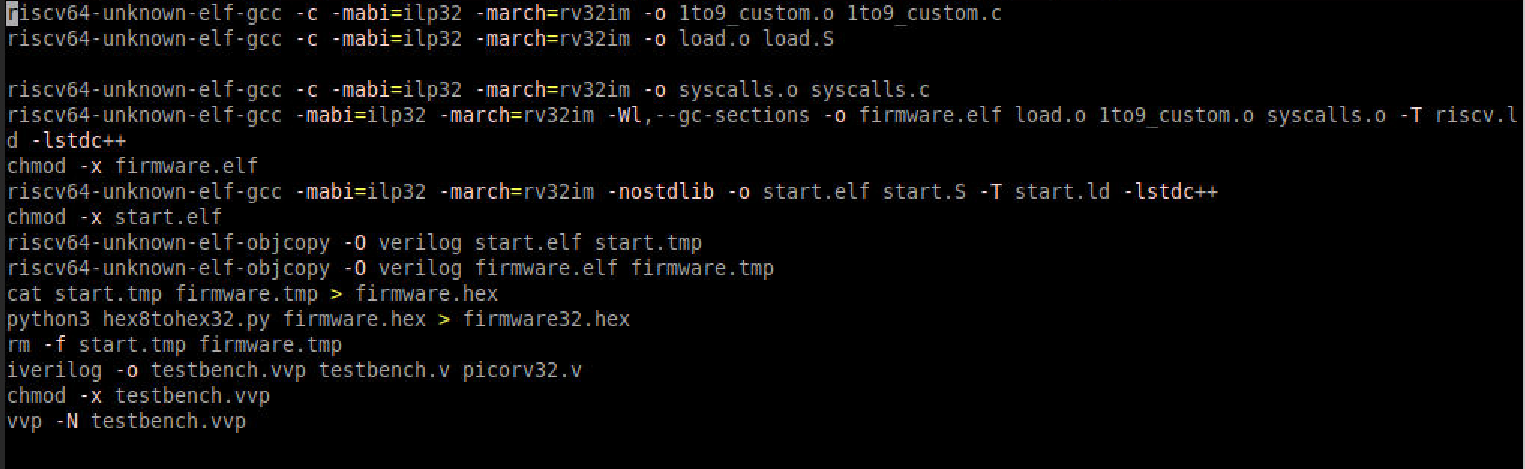 riscv64-unknown-elf-gcc -c -mabi=ilp32 -march=rv32im -o 1to9_custom.o 1to9_custom.c
riscv64-unknown-elf-gcc -c -mabi=ilp32 -march=rv32im -o load.o load.S
riscv64-unknown-elf-gcc -c -mabi=ilp32 -march=rv32im -o syscalls.o syscalls.c
riscv64-unknown-elf-gcc -mabi=ilp32 -march=rv32im -Wl,--gc-sections -o firmware.elf load.o 1to9_custom.o syscalls.o -T riscv.l
d -lstdc++
chmod -x firmware.elf
riscv64-unknown-elf-gcc -mabi=ilp32 -march=rv32im -nostdlib -o start.elf start.S -T start.ld -lstdc++
chmod -x start.elf
riscv64-unknown-elf-objcopy -O verilog start.elf start.tmp
riscv64-unknown-elf-objcopy -O verilog firmware.elf firmware.tmp
cat start.tmp firmware.tmp > firmware.hex
python3 hex8tohex32.py firmware.hex > firmware32.hex
rm -f start.tmp firmware.tmp
iverilog -o testbench.vvp testbench.v picorv32.v
chmod -x testbench.vvp
vvp -N testbench.vvp